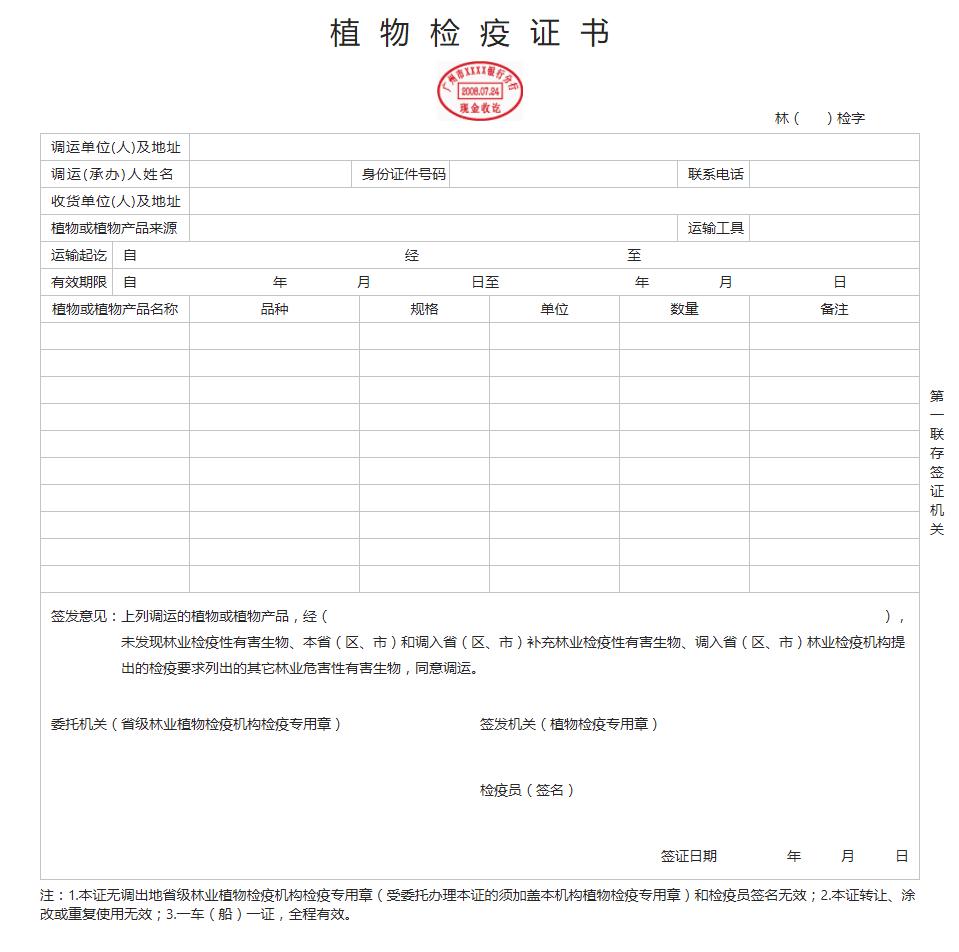 植物检疫证书
广州市XXXX银行分行
2008.07.24
现金收讫
林（　　）检字
调运单位(人)及地址
调运(承办)人姓名 身份证件号码 联系电话
收货单位(人)及地址
植物或植物产品来源 运输工具
运输起讫 自 经 至
有效期限 自 年 月 日至 年 月 日
植物或植物产品名称 品种 规格 单位 数量 备注
第一联存签证机关
签发意见：上列调运的植物或植物产品，经（　　），
未发现林业检疫性有害生物、本省（区、市）和调入省（区、市）补充林业检疫性有害生物、调入省（区、市）林业检疫机构提
出的检疫要求列出的其它林业危害性有害生物，同意调运。
委托机关（省级林业植物检疫机构检疫专用章） 签发机关（植物检疫专用章）
检疫员（签名）
签证日期 年 月 日
注：1.本证无调出地省级林业植物检疫机构检疫专用章（受委托办理本证的须加盖本机构植物检疫专用章）和检疫员签名无效；2.本证转让、涂
改或重复使用无效；3.一车（船）一证，全程有效。